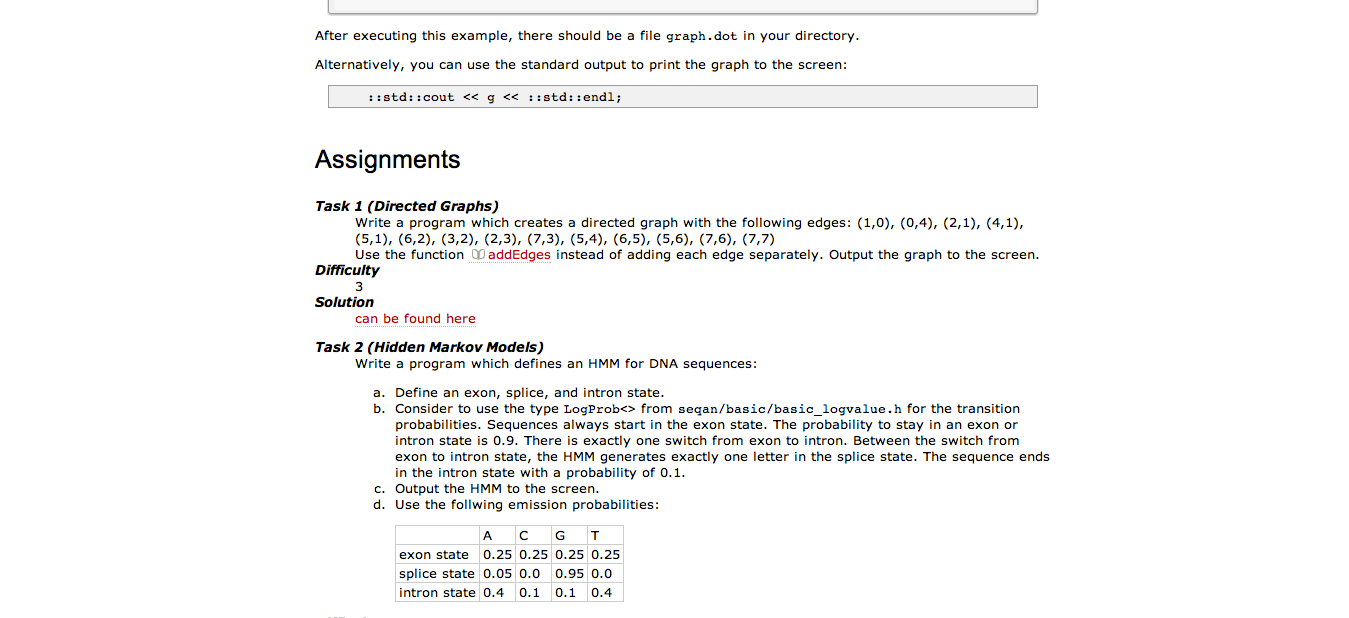 After executing this example, there should be a file graph.dot in your directory.
Alternatively, you can use the standard output to print the graph to the screen:
::std::cout << g << ::std::endl;
Assignments
Task 1 (Directed Graphs)
Write a program which creates a directed graph with the following edges: (1,0), (0,4), (2,1), (4,1),
(5,1), (6,2), (3,2), (2,3), (7,3), (5,4), (6,5), (5,6), (7,6), (7,7)
Use the function addEdges instead of adding each edge separately. Output the graph to the screen.
Difficulty
3
Solution
can be found here
Task 2 (Hidden Markov Models)
Write a program which defines an HMM for DNA sequences:
a. Define an exon, splice, and intron state.
b. Consider to use the type LogProb<> from seqan/basic/basic_logvalue.h for the transition
probabilities. Sequences always start in the exon state. The probability to stay in an exon or
intron state is 0.9. There is exactly one switch from exon to intron. Between the switch from
exon to intron state, the HMM generates exactly one letter in the splice state. The sequence ends
in the intron state with a probability of 0.1.
c. Output the HMM to the screen.
d. Use the follwing emission probabilities:
A C G T
exon state 0.25 0.25 0.25 0.25
splice state 0.05 0.0 0.95 0.0
intron state 0.4 0.1 0.1 0.4